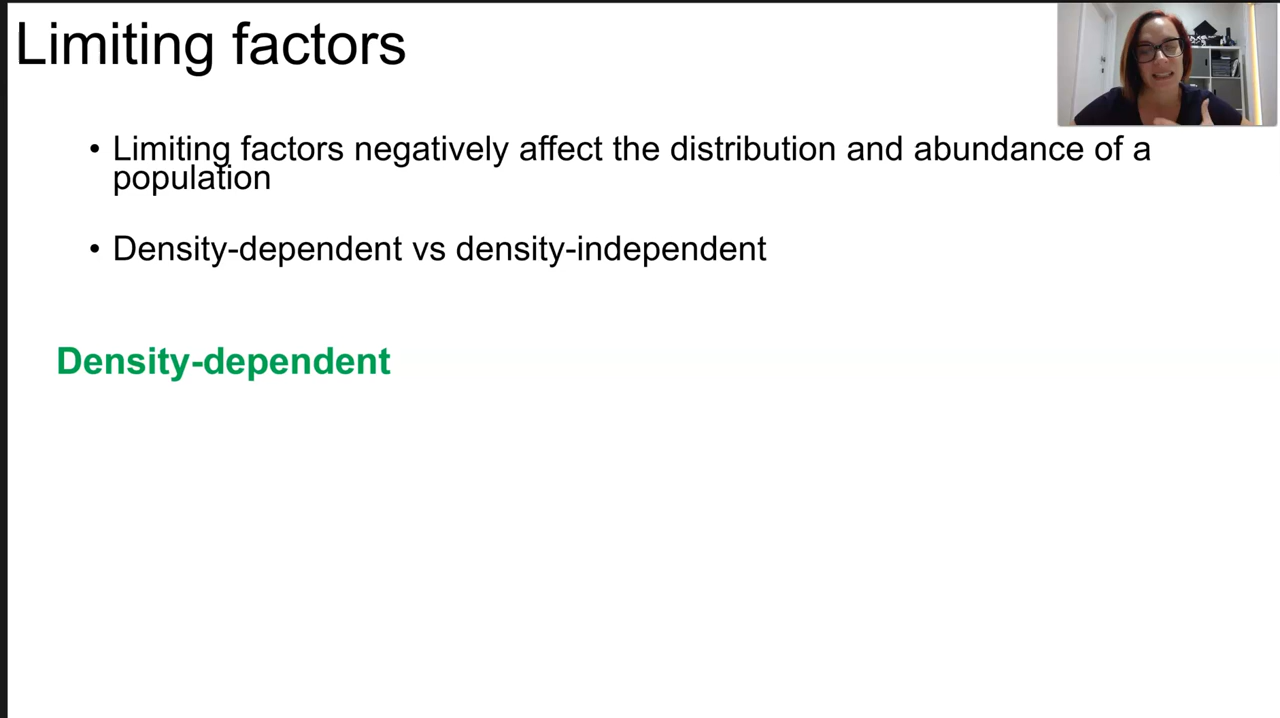 Limiting factors
• Limiting factors negatively affect the distribution and abundance of a
population
• Density-dependent vs density-independent
Density-dependent